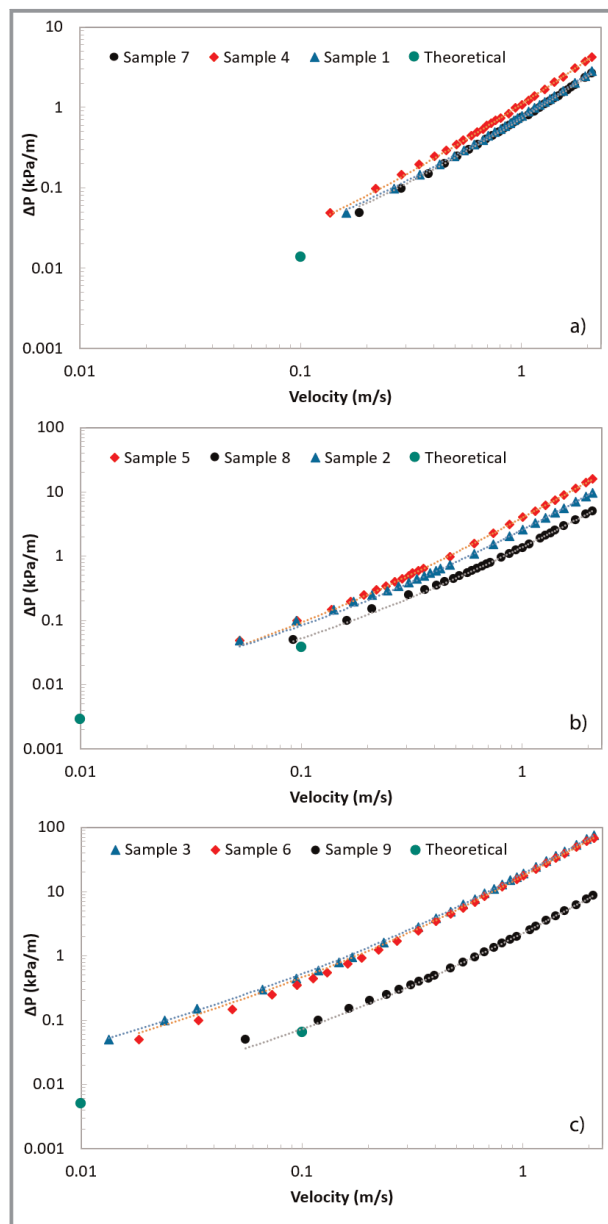 10
Sample 7 Sample 4 Sample 1 Theoretical
1
0.1
0.01
0.001
ΔP (kPa/m)
a)
0.01 0.1 1
Velocity (m/s)
100
Sample 5 Sample 8 Sample 2 Theoretical
10
1
0.1
0.01
0.001
ΔP (kPa/m)
b)
0.01 0.1 1
Velocity (m/s)
100
Sample 3 Sample 6 Sample 9 Theoretical
10
1
0.1
0.01
0.001
ΔP (kPa/m)
c)
0.01 0.1 1
Velocity (m/s)